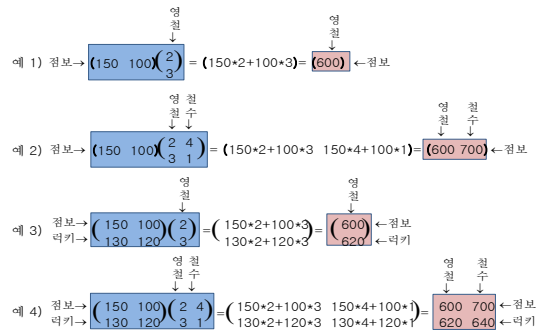 영
철
↓
예 1) 점보→ (150 100)(2 = (150*2+100*3)= (600) ←점보
3)
영 철
철 수
↓ ↓
영 철
철 수
↓ ↓
예 2) 점보→ (150 100)(2 4 = (150*2+100*3 150*4+100*1)= (600 700) ←점보
3 1)
영
철
↓
영
철
↓
예 3) 점보→ (150 100)(2)=(150*2+100*3)=(600) ←점보
럭키→ 130 120 3 130*2+120*3 620 ←럭키
영 철
철 수
↓ ↓
영 철
철 수
↓ ↓
예 4) 점보→ (150 100)(2 4)=(150*2+100*3 150*4+100*1)= 600 700 ←점보
럭키→ 130 120 3 1 130*2+120*3 130*4+120*1 620 640 ←럭키